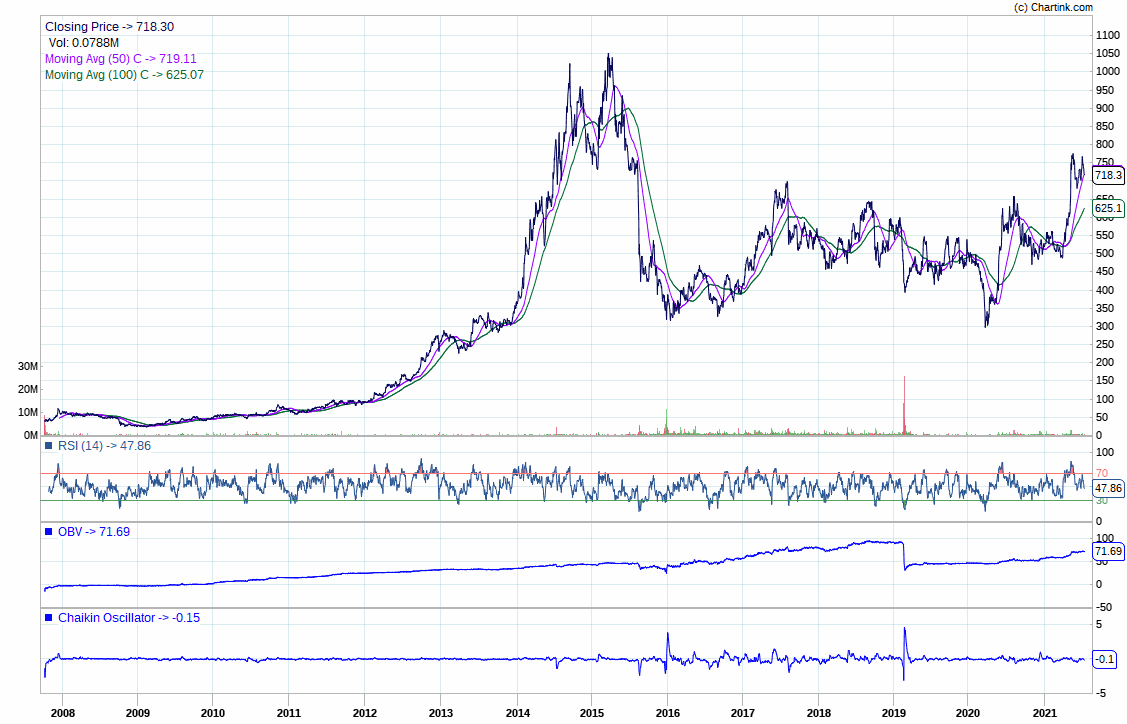 (c) Chartink.com
Closing Price -> 718.30
Vol: 0.0788M
Moving Avg (50) C -> 719.11
Moving Avg (100) C -> 625.07
1100
1050
1000
950
900
850
800
750
718.3
650
625.1
600
550
500
450
400
350
300
250
200
150
100
50
0
30M
20M
10M
0M
RSI (14) -> 47.86
100
70
47.86
30
0
OBV -> 71.69
100
71.69
50
0
-50
Chaikin Oscillator -> -0.15
5
-0.1
-5
2008 2009 2010 2011 2012 2013 2014 2015 2016 2017 2018 2019 2020 2021